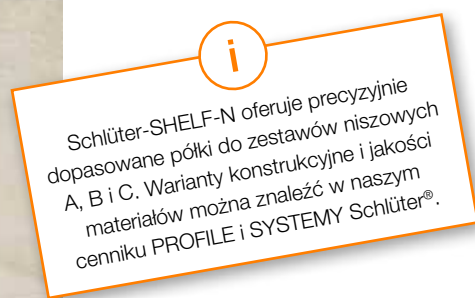 i
Schlüter-SHELF-N oferuje precyzyjnie
dopasowane półki do zestawów niszowych
A, B i C. Warianty konstrukcyjne i jakości
materiałów można znaleźć w naszym
cenniku PROFILE i SYSTEMY Schlüter®.